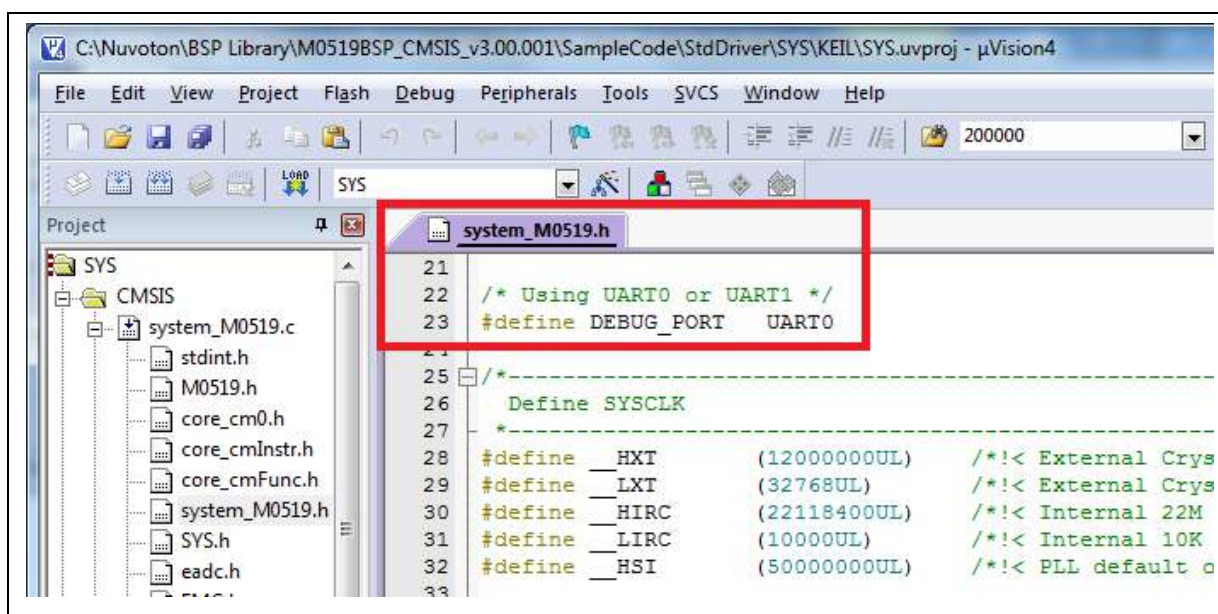 C:\Nuvoton\BSP Library\M0519BSP_CMSIS_v3.00.001\SampleCode\StdDriver\SYS\KEIL\SYS.uvproj - µVision4
File Edit View Project Flash Debug Peripherals Tools SVCS Window Help
200000
LOAD SYS
Project
system_M0519.h
SYS
CMSIS
system_M0519.c
stdint.h
M0519.h
core_cm0.h
core_cmInstr.h
core_cmFunc.h
system_M0519.h
SYS.h
eadc.h
21
22 /* Using UART0 or UART1 */
23 #define DEBUG_PORT UART0
24
25 /*----------------------------------------------------
26 Define SYSCLK
27 *----------------------------------------------------
28 #define __HXT (12000000UL) /*!< External Crys
29 #define __LXT (32768UL) /*!< External Crys
30 #define __HIRC (22118400UL) /*!< Internal 22M
31 #define __LIRC (10000UL) /*!< Internal 10K
32 #define __HSI (50000000UL) /*!< PLL default o
33